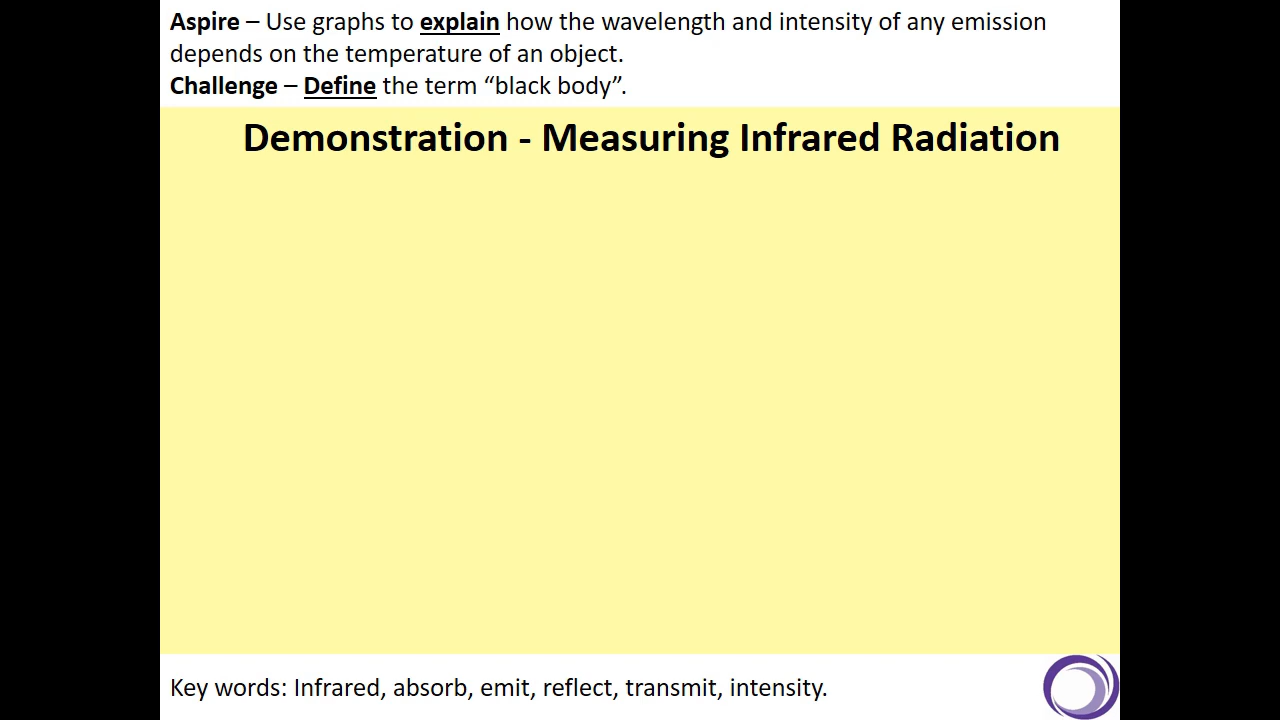 Aspire – Use graphs to explain how the wavelength and intensity of any emission
depends on the temperature of an object.
Challenge – Define the term “black body”.
Demonstration - Measuring Infrared Radiation
Key words: Infrared, absorb, emit, reflect, transmit, intensity.